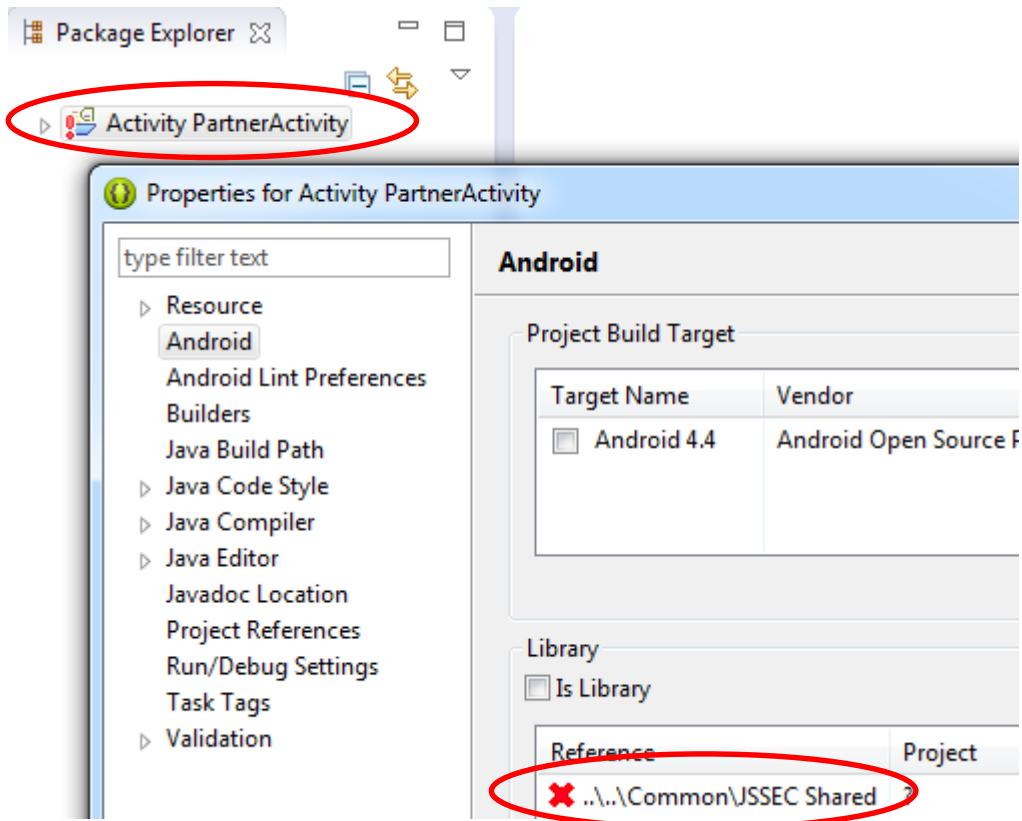 Package Explorer
Activity PartnerActivity
Properties for Activity PartnerActivity
type filter text
Resource
Android
Android Lint Preferences
Builders
Java Build Path
Java Code Style
Java Compiler
Java Editor
Javadoc Location
Project References
Run/Debug Settings
Task Tags
Validation
Android
Project Build Target
Target Name Vendor
Android 4.4 Android Open Source P
Library
Is Library
Reference Project
..\..\Common\JSSEC Shared ?